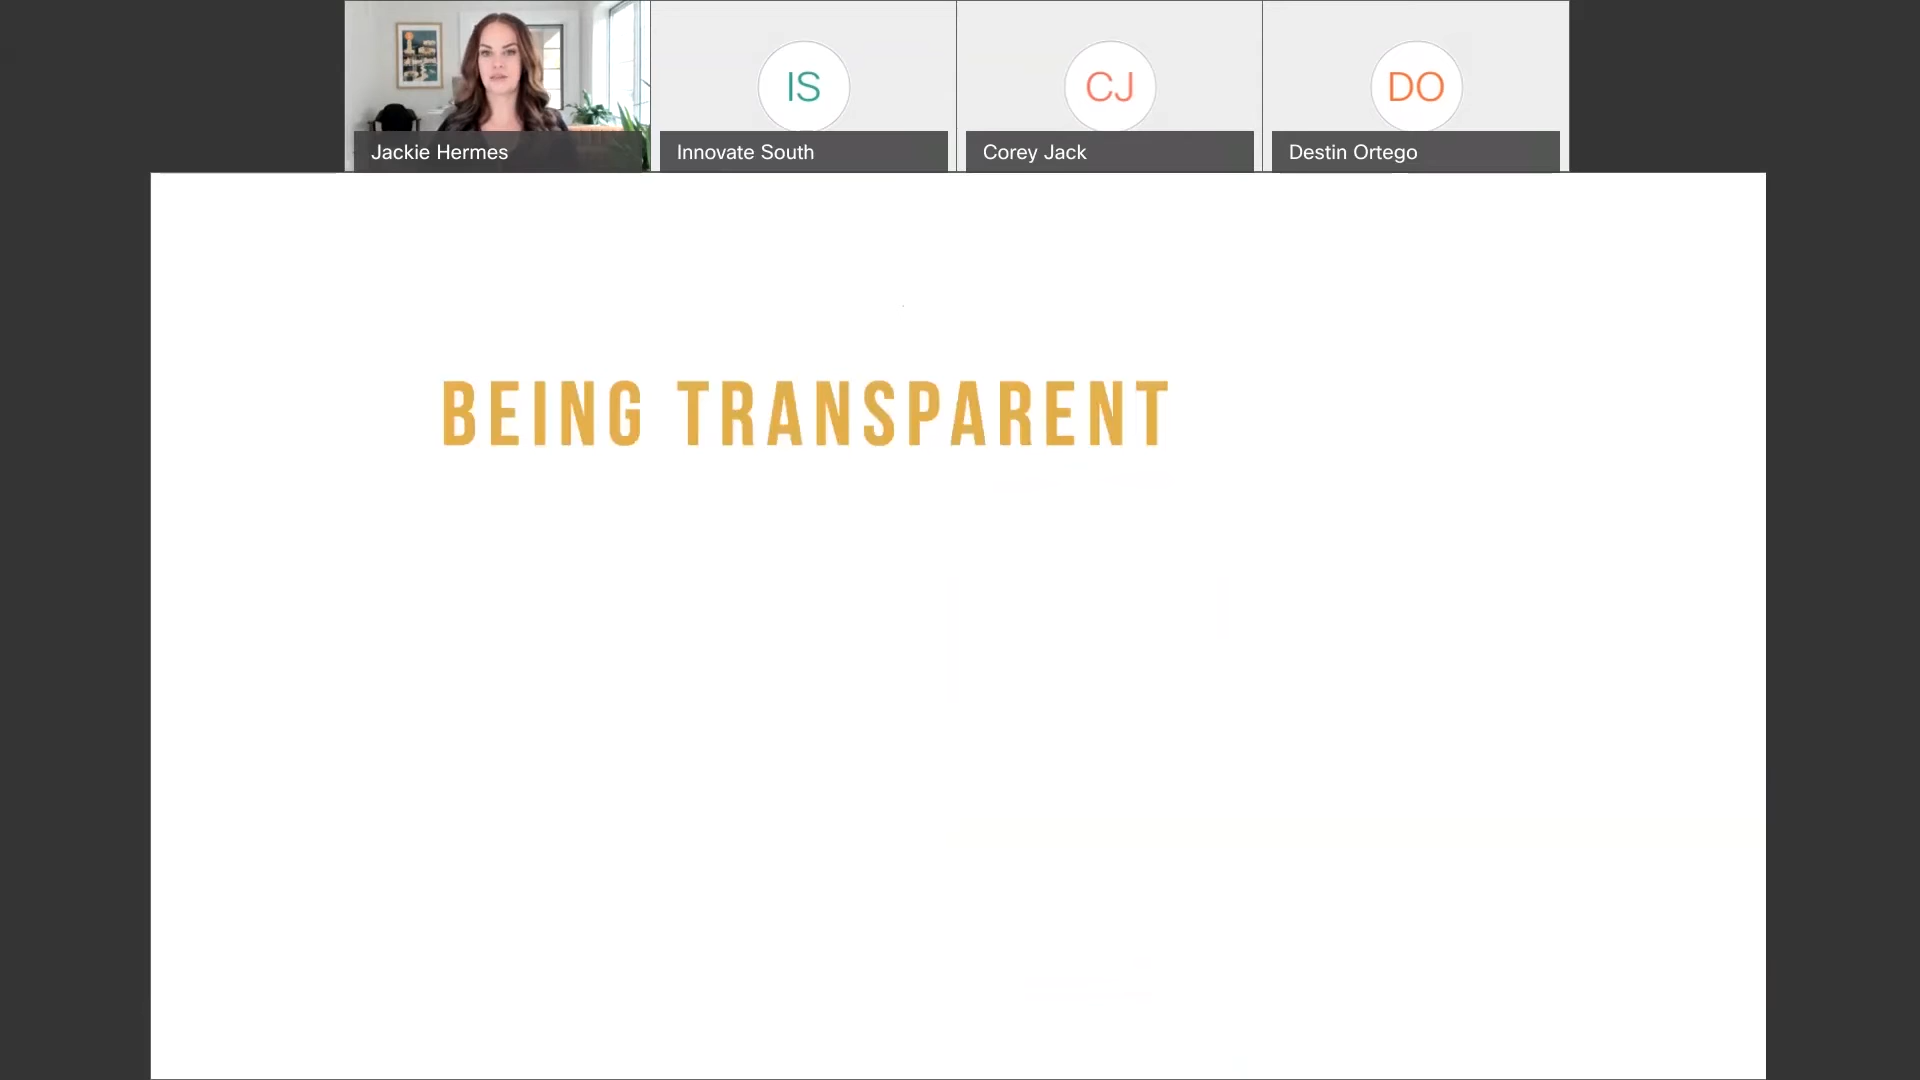 IS
CJ
DO
Jackie Hermes
Innovate South
Corey Jack
Destin Ortego
BEING TRANSPARENT